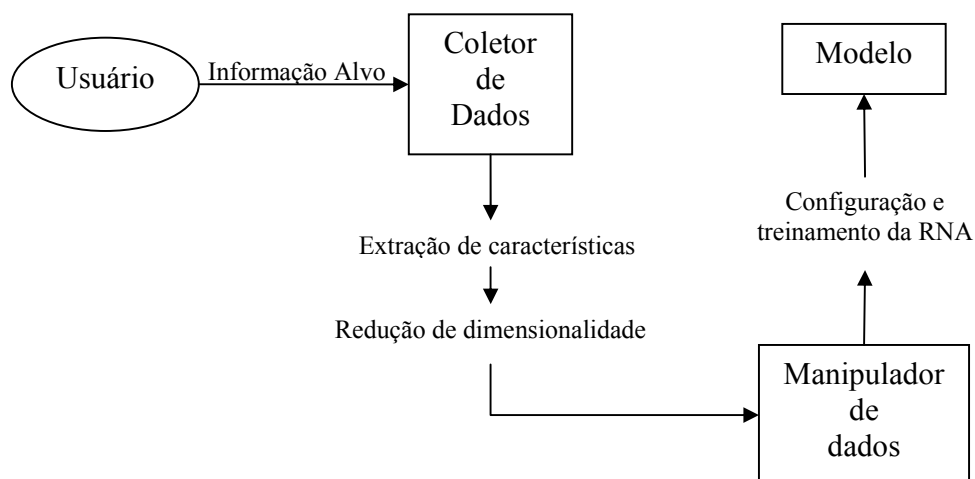 Usuário
Informação Alvo
Coletor
de
Dados
Extração de características
Redução de dimensionalidade
Manipulador
de
dados
Configuração e
treinamento da RNA
Modelo